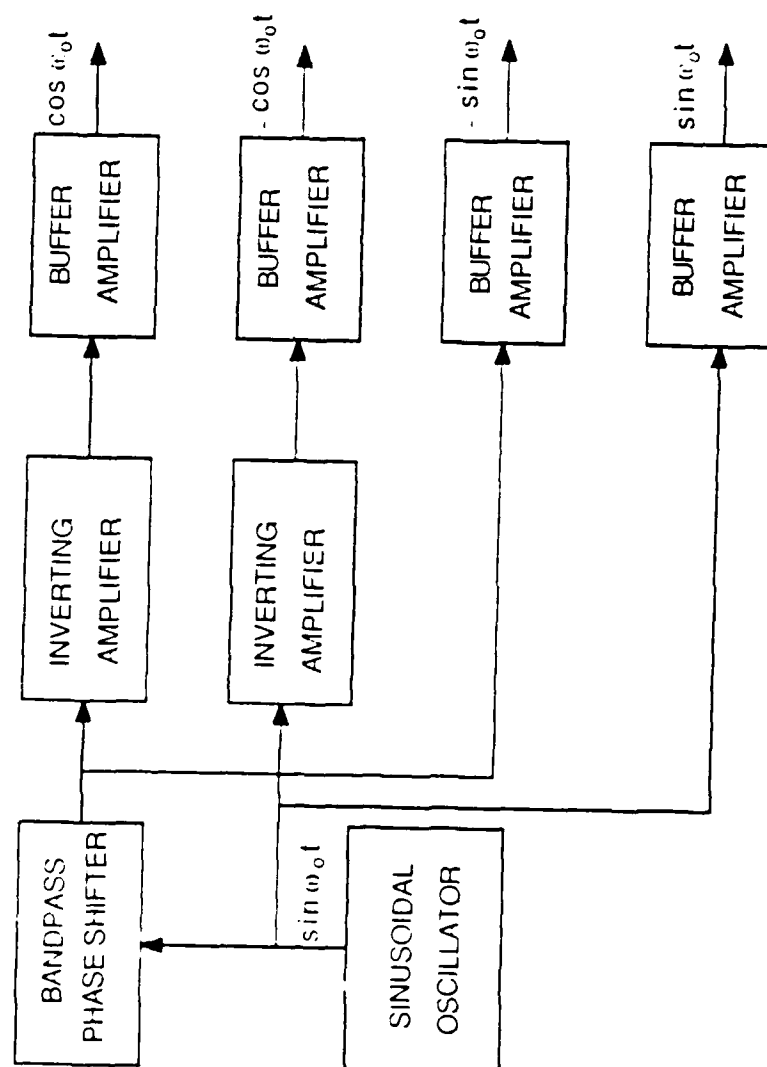 BANDPASS
PHASE SHIFTER
INVERTING
AMPLIFIER
BUFFER
AMPLIFIER
cos ω₀t
INVERTING
AMPLIFIER
BUFFER
AMPLIFIER
- cos ω₀t
BUFFER
AMPLIFIER
- sin ω₀t
BUFFER
AMPLIFIER
sin ω₀t
sin ω₀t
SINUSOIDAL
OSCILLATOR